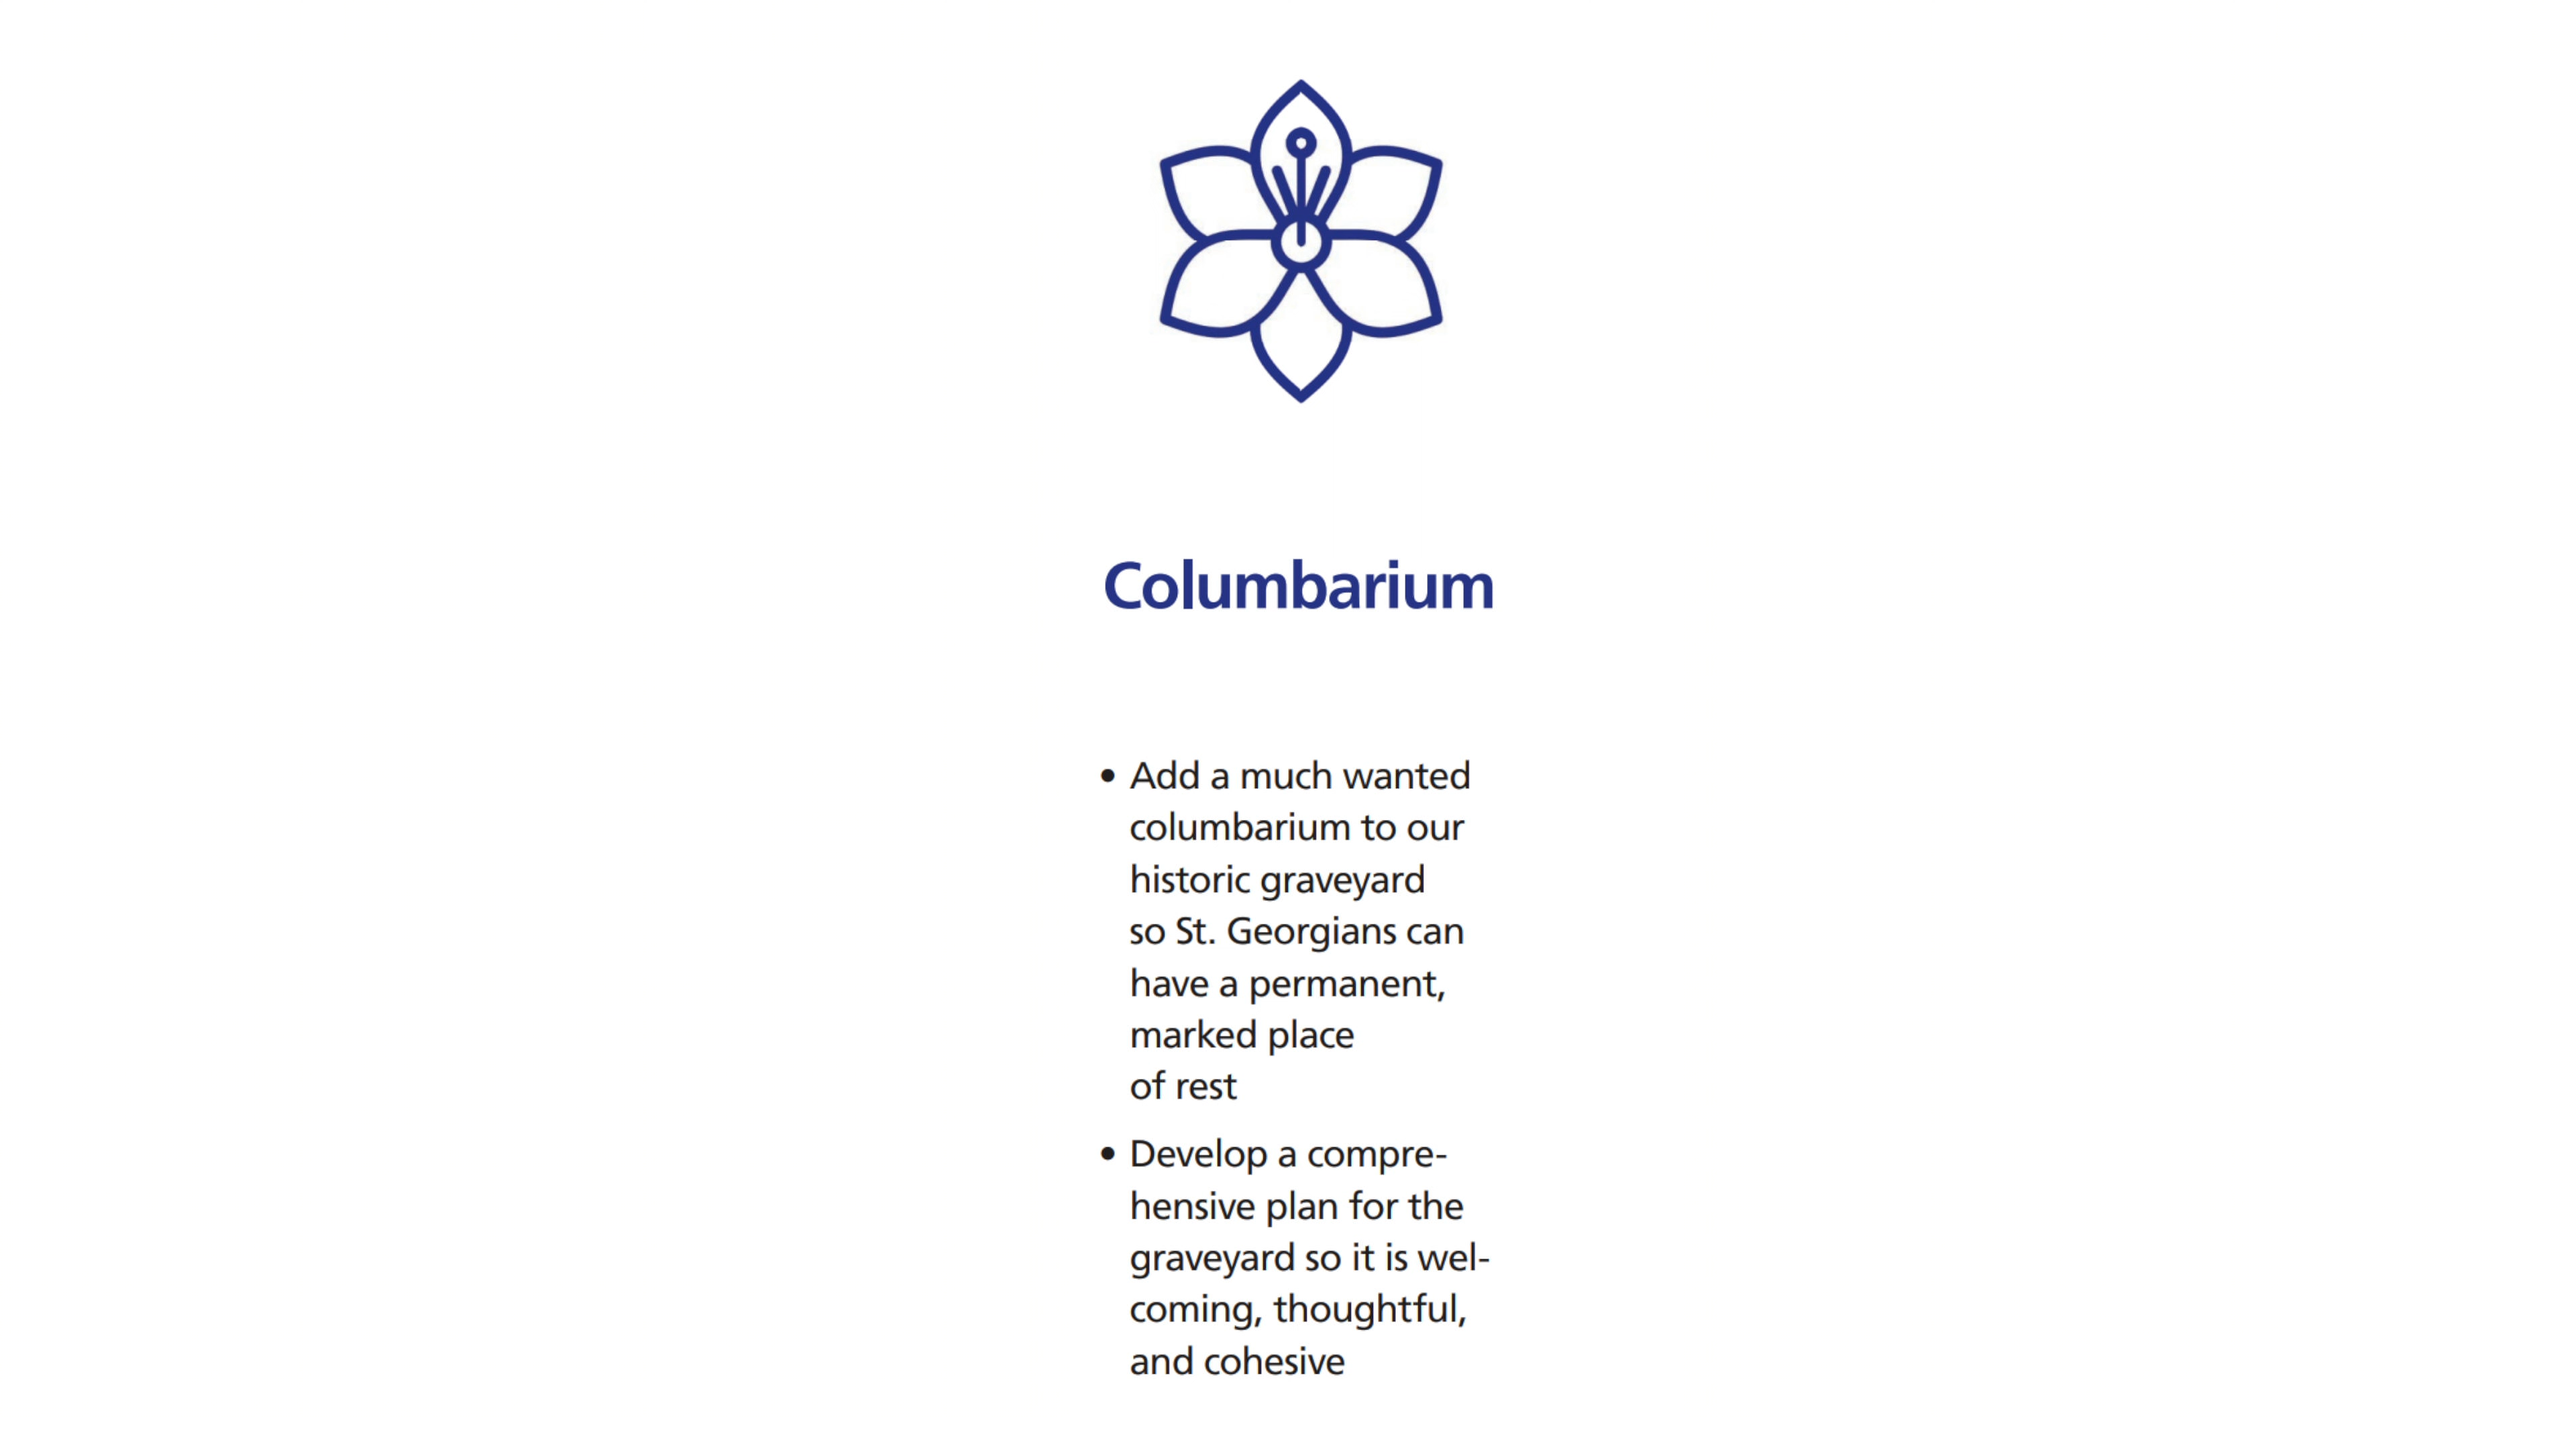 Columbarium
• Add a much wanted
columbarium to our
historic graveyard
so St. Georgians can
have a permanent,
marked place
of rest
• Develop a compre-
hensive plan for the
graveyard so it is wel-
coming, thoughtful,
and cohesive